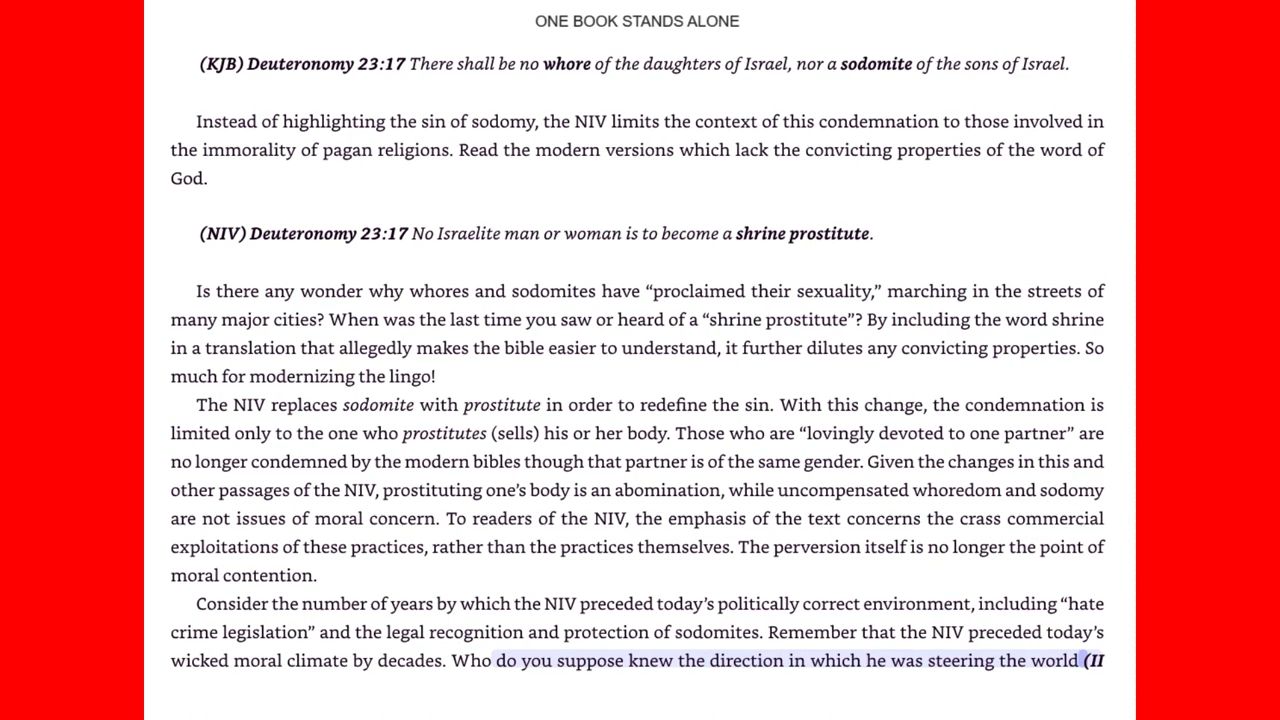 ONE BOOK STANDS ALONE
(KJB) Deuteronomy 23:17 There shall be no whore of the daughters of Israel, nor a sodomite of the sons of Israel.
Instead of highlighting the sin of sodomy, the NIV limits the context of this condemnation to those involved in
the immorality of pagan religions. Read the modern versions which lack the convicting properties of the word of
God.
(NIV) Deuteronomy 23:17 No Israelite man or woman is to become a shrine prostitute.
Is there any wonder why whores and sodomites have “proclaimed their sexuality,” marching in the streets of
many major cities? When was the last time you saw or heard of a “shrine prostitute”? By including the word shrine
in a translation that allegedly makes the bible easier to understand, it further dilutes any convicting properties. So
much for modernizing the lingo!
The NIV replaces sodomite with prostitute in order to redefine the sin. With this change, the condemnation is
limited only to the one who prostitutes (sells) his or her body. Those who are “lovingly devoted to one partner” are
no longer condemned by the modern bibles though that partner is of the same gender. Given the changes in this and
other passages of the NIV, prostituting one’s body is an abomination, while uncompensated whoredom and sodomy
are not issues of moral concern. To readers of the NIV, the emphasis of the text concerns the crass commercial
exploitations of these practices, rather than the practices themselves. The perversion itself is no longer the point of
moral contention.
Consider the number of years by which the NIV preceded today’s politically correct environment, including “hate
crime legislation” and the legal recognition and protection of sodomites. Remember that the NIV preceded today’s
wicked moral climate by decades. Who do you suppose knew the direction in which he was steering the world (II